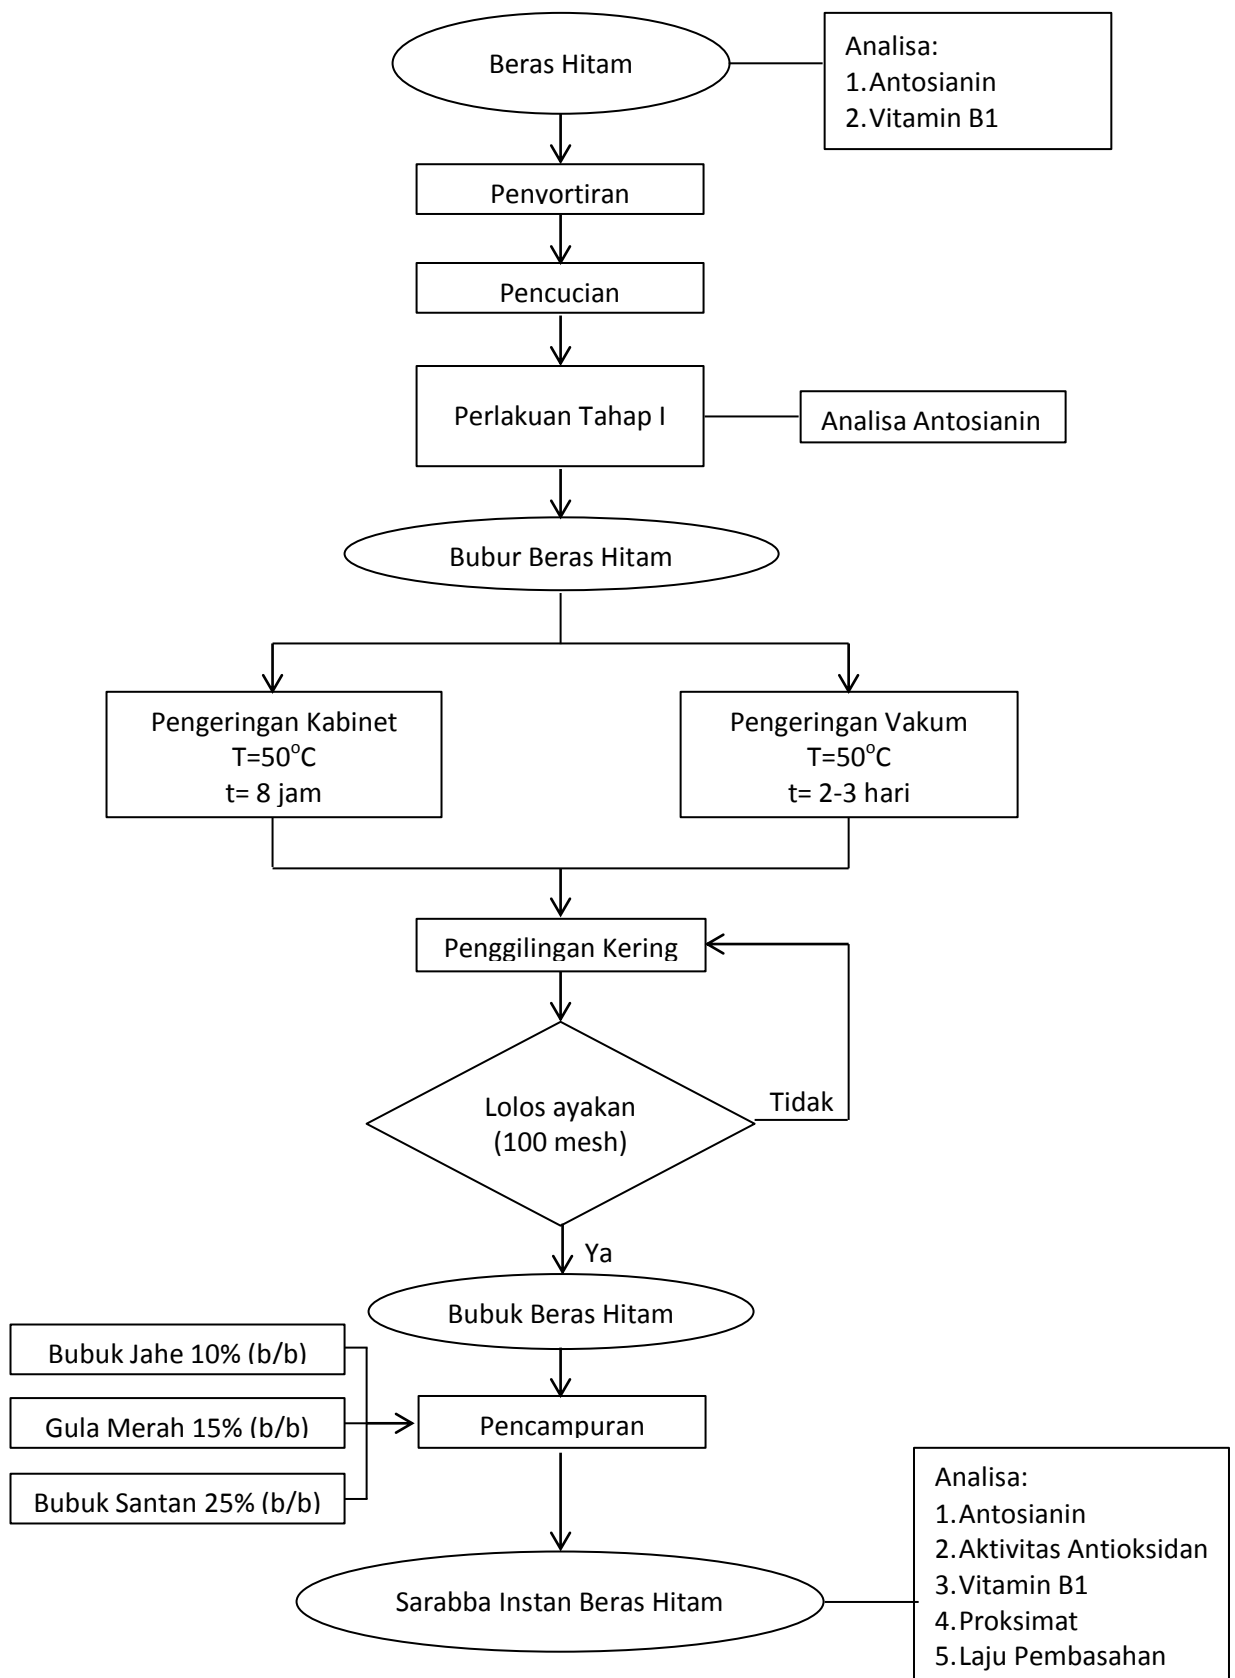 Beras Hitam
Analisa:
1.Antosianin
2.Vitamin B1
Penyortiran
Pencucian
Perlakuan Tahap I
Analisa Antosianin
Bubur Beras Hitam
Pengeringan Kabinet
T=50°C
t= 8 jam
Pengeringan Vakum
T=50°C
t= 2-3 hari
Penggilingan Kering
Lolos ayakan
(100 mesh)
Tidak
Ya
Bubuk Beras Hitam
Bubuk Jahe 10% (b/b)
Gula Merah 15% (b/b)
Bubuk Santan 25% (b/b)
Pencampuran
Sarabba Instan Beras Hitam
Analisa:
1.Antosianin
2.Aktivitas Antioksidan
3.Vitamin B1
4.Proksimat
5.Laju Pembasahan